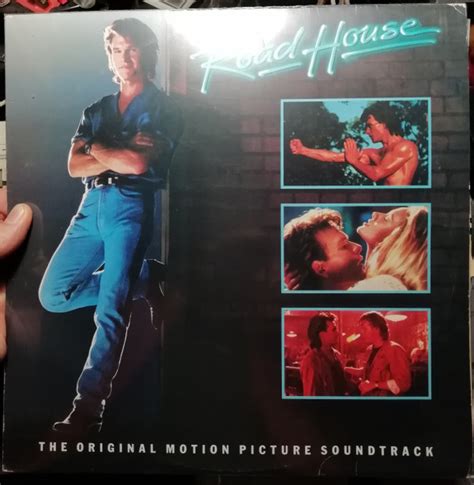 Road House
THE ORIGINAL MOTION PICTURE SOUNDTRACK